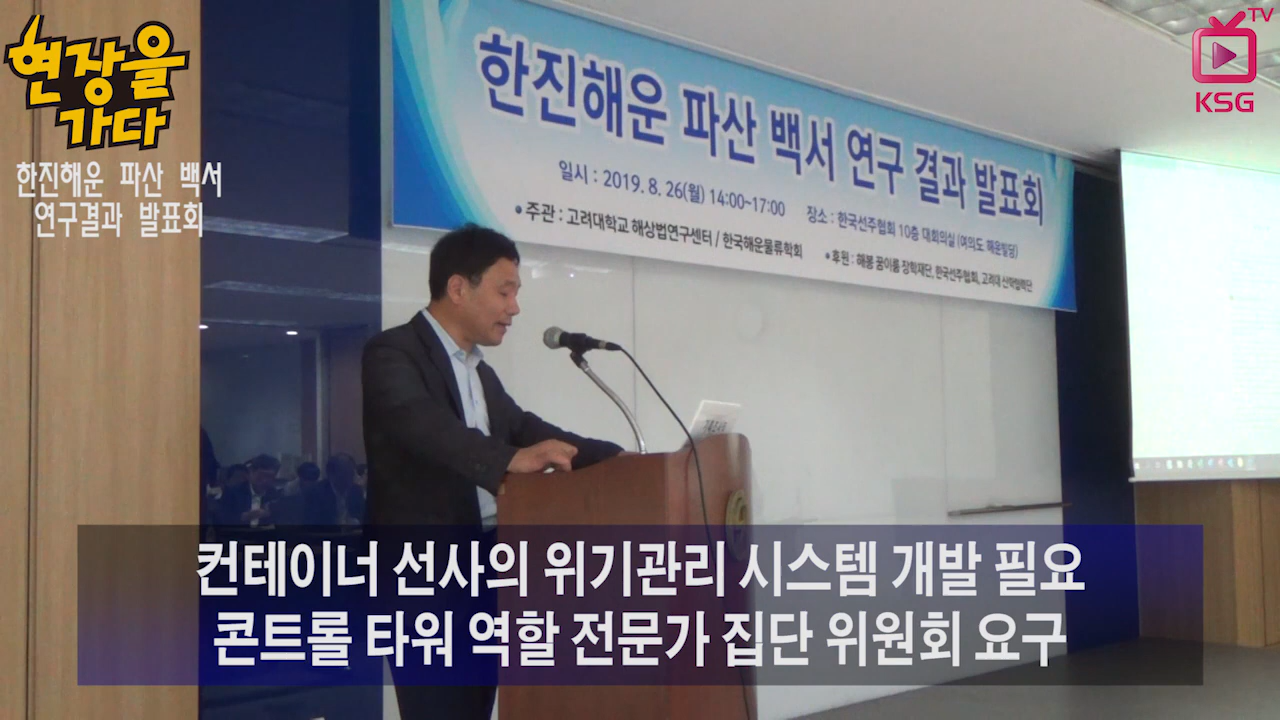 현장을
가다
한진해운 파산 백서
연구결과 발표회
TV
KSG
한진해운 파산 백서 연구 결과 발표회
일시 : 2019. 8. 26(월) 14:00~17:00 장소 : 한국선주협회 10층 대회의실 (여의도 해운빌딩)
• 주관 : 고려대학교 해상법연구센터 / 한국해운물류학회 • 후원 : 해봉 꿈이룸 장학재단, 한국선주협회, 고려대 산학협력단
컨테이너 선사의 위기관리 시스템 개발 필요
콘트롤 타워 역할 전문가 집단 위원회 요구